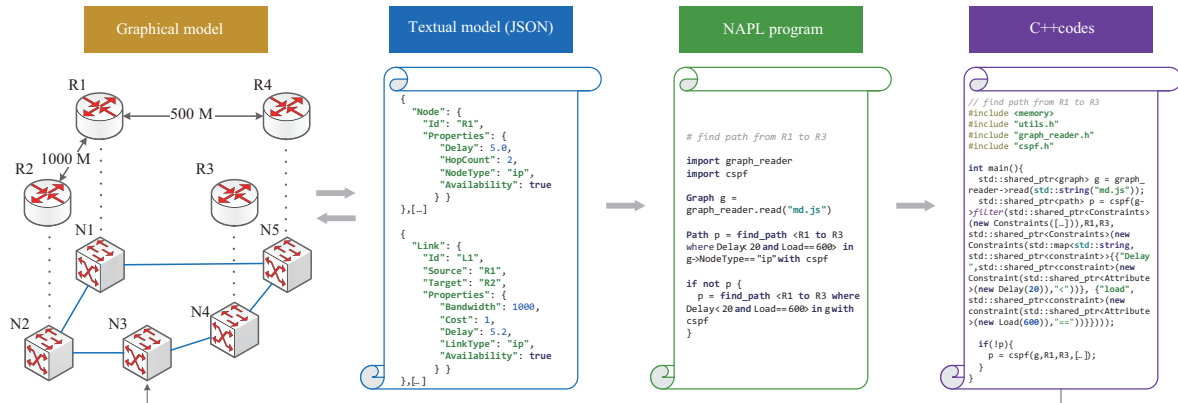 Graphical model
Textual model (JSON)
NAPL program
C++codes
R1
R4
500 M
1000 M
R2
R3
N1
N5
N2
N3
N4
{
"Node": {
"Id": "R1",
"Properties": {
"Delay": 5.0,
"HopCount": 2,
"NodeType": "ip",
"Availability": true
} }
},[…]
{
"Link": {
"Id": "L1",
"Source": "R1",
"Target": "R2",
"Properties": {
"Bandwidth": 1000,
"Cost": 1,
"Delay": 5.2,
"LinkType": "ip",
"Availability": true
} }
},[…]
# find path from R1 to R3
import graph_reader
import cspf
Graph g =
graph_reader.read("md.js")
Path p = find_path <R1 to R3
where Delay< 20 and Load==600> in
g->NodeType=="ip" with cspf
if not p {
p = find_path <R1 to R3 where
Delay< 20 and Load==600> in g with
cspf
}
// find path from R1 to R3
#include <memory>
#include "utils.h"
#include "graph_reader.h"
#include "cspf.h"
int main(){
std::shared_ptr<graph> g = graph_
reader->read(std::string("md.js"));
std::shared_ptr<path> p = cspf(g-
>filter(std::shared_ptr<Constraints>
(new Constraints([…])),R1,R3,
std::shared_ptr<Constraints>(new
Constraints(std::map<std::string,
std::shared_ptr<constraint>>{{"Delay
",std::shared_ptr<constraint>(new
Constraint(std::shared_ptr<Attribute
>(new Delay(20)),"<"))}, {"load",
std::shared_ptr<constraint>(new
constraint(std::shared_ptr<Attribute
>(new Load(600)),"=="))}})));
if(!p){
p = cspf(g,R1,R3,[…]);
}
}